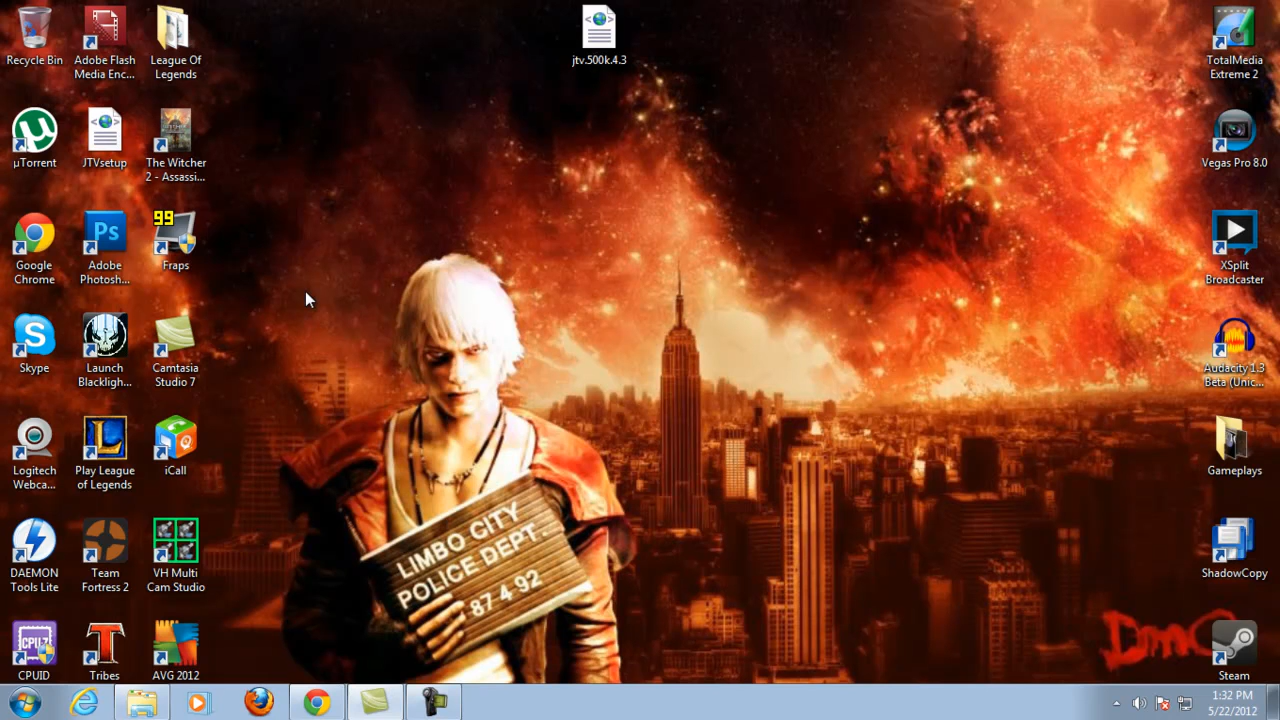 Recycle Bin
Adobe Flash
Media Enc...
League Of
Legends
jtv.500k.4.3
TotalMedia
Extreme 2
µTorrent
JTVsetup
The Witcher
2 - Assassi...
Vegas Pro 8.0
Google
Chrome
Ps
Adobe
Photosh...
99
Fraps
XSplit
Broadcaster
Skype
Launch
Blackligh...
Camtasia
Studio 7
Audacity 1.3
Beta (Unic...
Logitech
Webca...
Play League
of Legends
iCall
Gameplays
LIMBO CITY
POLICE DEPT.
87 4 92
DAEMON
Tools Lite
Team
Fortress 2
VH Multi
Cam Studio
ShadowCopy
CPU-Z
CPUID
Tribes
AVG 2012
DmC
Steam
1:32 PM
5/22/2012